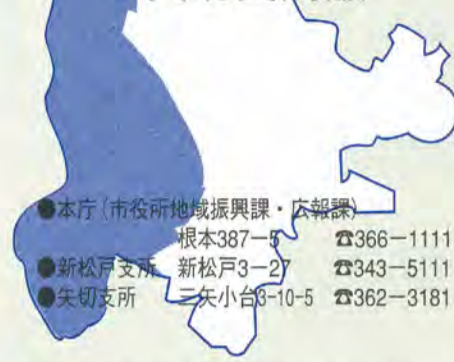 ●本庁(市役所地域振興課・広報課)
根本387−5 ☎366−1111
●新松戸支所 新松戸3−27 ☎343−5111
●矢切支所 三矢小台3-10-5 ☎362−3181